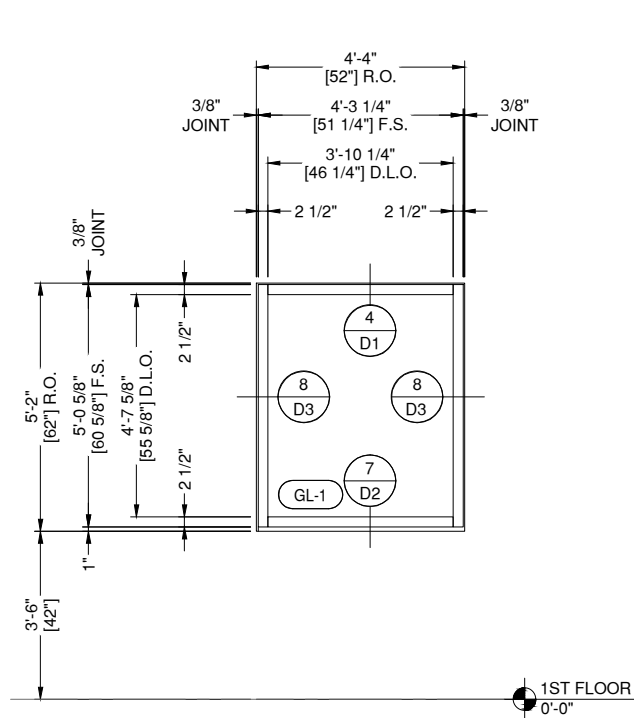 4'-4"
[52"] R.O.
3/8"
JOINT
4'-3 1/4"
[51 1/4"] F.S.
3/8"
JOINT
3'-10 1/4"
[46 1/4"] D.L.O.
2 1/2"
2 1/2"
3/8"
JOINT
5'-2"
[62"] R.O.
5'-0 5/8"
[60 5/8"] F.S.
4'-7 5/8"
[55 5/8"] D.L.O.
2 1/2"
2 1/2"
4
D1
8
D3
8
D3
7
D2
GL-1
1"
3'-6"
[42"]
1ST FLOOR
0'-0"